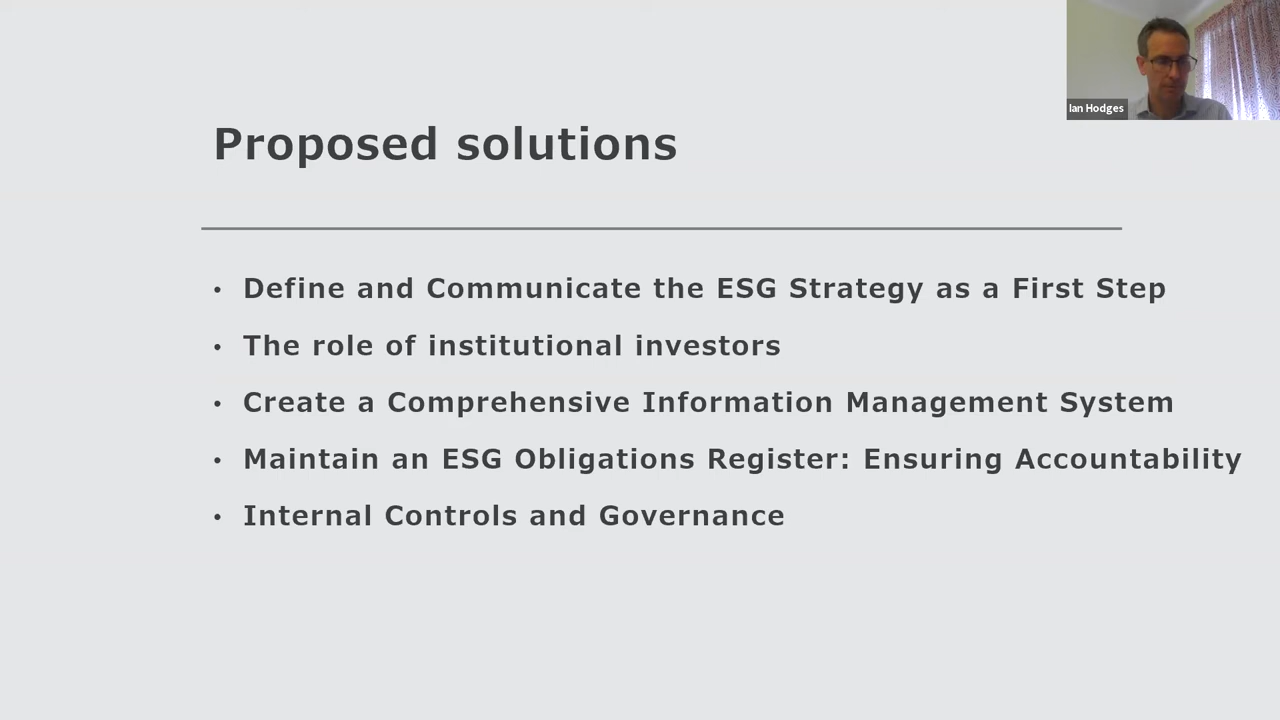 Ian Hodges
Proposed solutions
• Define and Communicate the ESG Strategy as a First Step
• The role of institutional investors
• Create a Comprehensive Information Management System
• Maintain an ESG Obligations Register: Ensuring Accountability
• Internal Controls and Governance